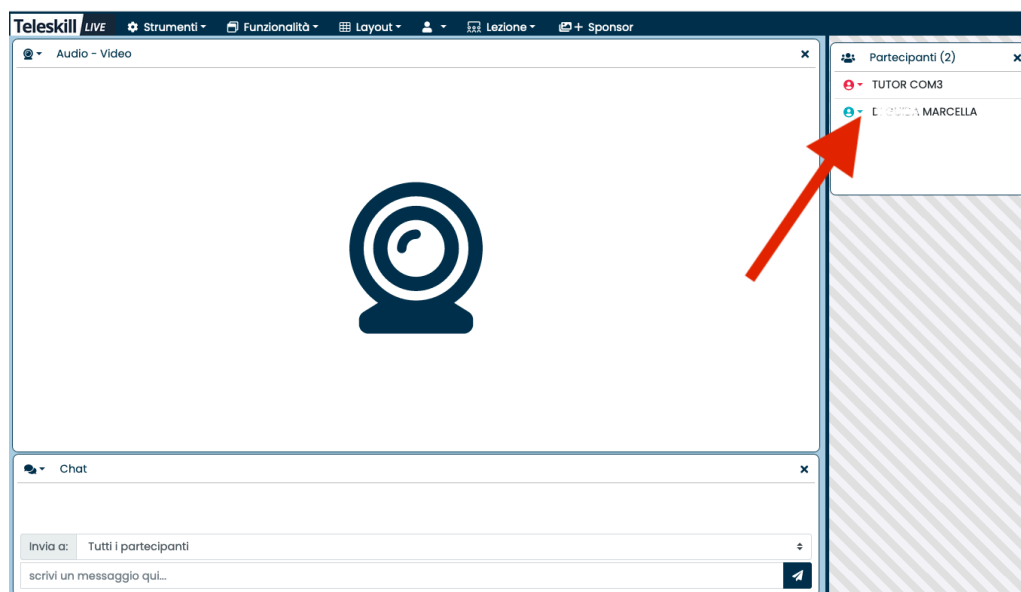 Teleskill LIVE Strumenti Funzionalità Layout Lezione + Sponsor
Audio - Video
Partecipanti (2)
TUTOR COM3
MARCELLA
Chat
Invia a: Tutti i partecipanti
scrivi un messaggio qui...